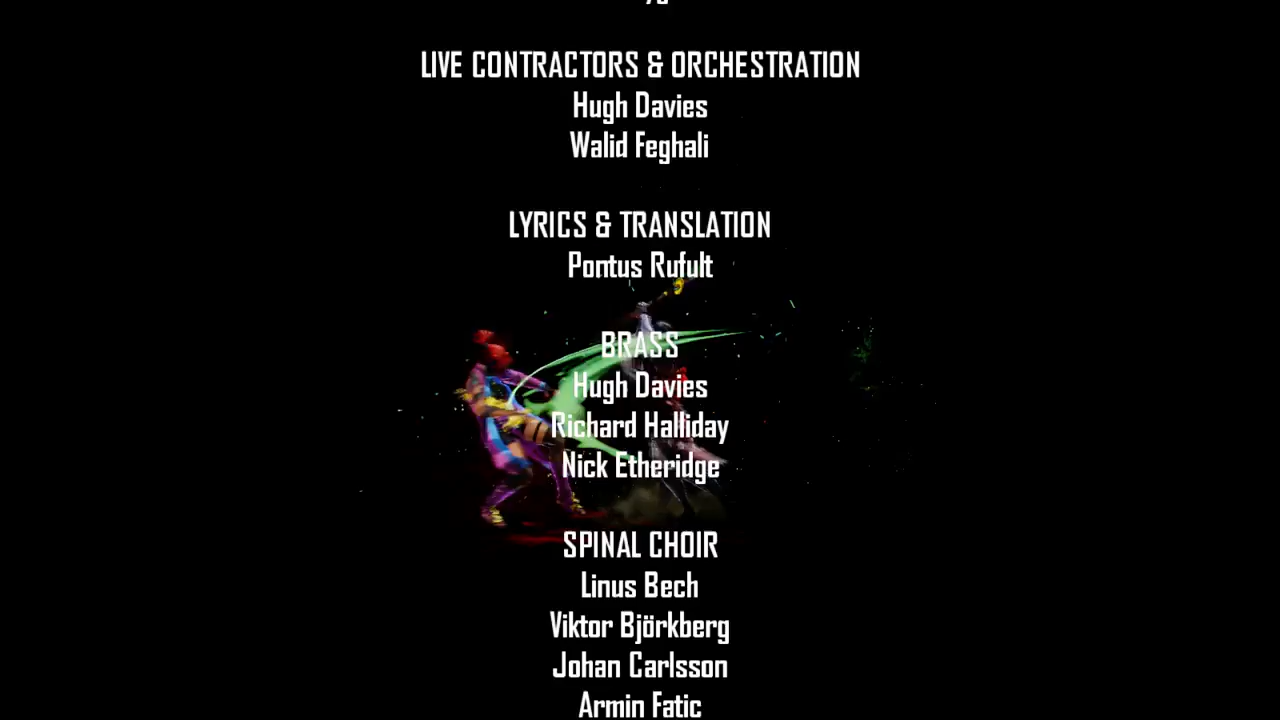 LIVE CONTRACTORS & ORCHESTRATION
Hugh Davies
Walid Feghali
LYRICS & TRANSLATION
Pontus Rufult
BRASS
Hugh Davies
Richard Halliday
Nick Etheridge
SPINAL CHOIR
Linus Bech
Viktor Björkberg
Johan Carlsson
Armin Fatic